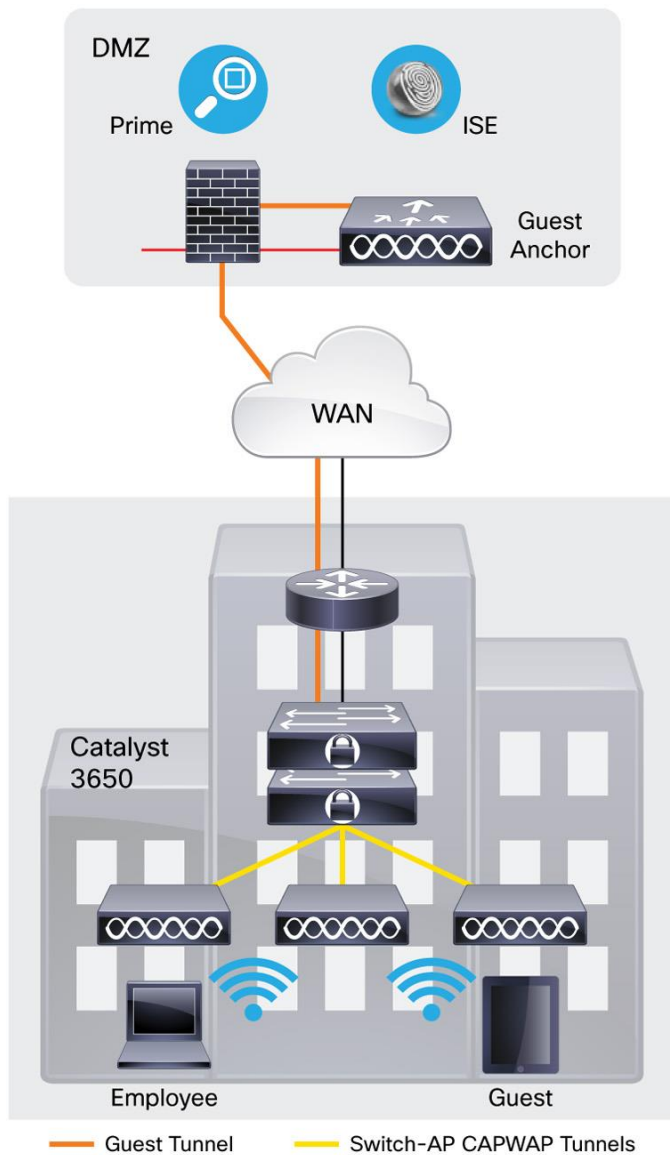 DMZ
Prime
ISE
Guest
Anchor
WAN
Catalyst
3650
Employee
Guest
Guest Tunnel
Switch-AP CAPWAP Tunnels